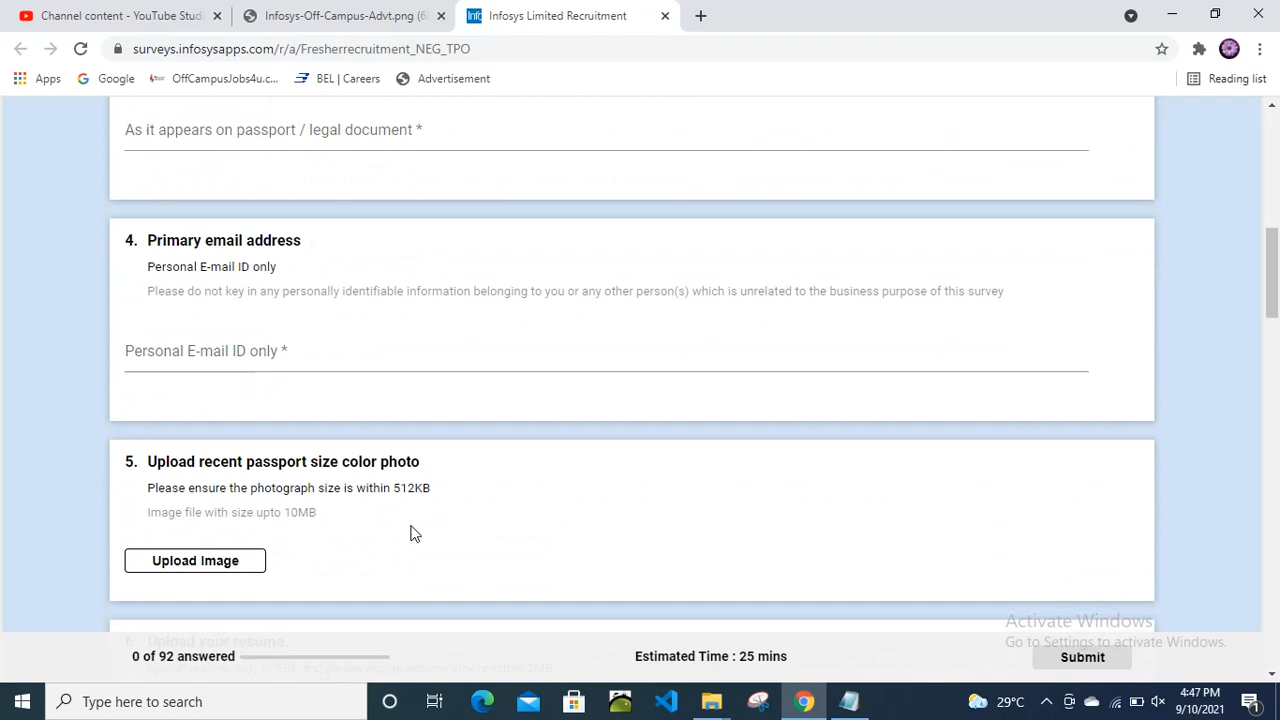 Channel content - YouTube Stud
Infosys-Off-Campus-Advt.png (6
Infosys Limited Recruitment
surveys.infosysapps.com/r/a/Fresherrecruitment_NEG_TPO
Apps
Google
OffCampusJobs4u.c...
BEL | Careers
Advertisement
Reading list
As it appears on passport / legal document *
4. Primary email address
Personal E-mail ID only
Please do not key in any personally identifiable information belonging to you or any other person(s) which is unrelated to the business purpose of this survey
Personal E-mail ID only *
5. Upload recent passport size color photo
Please ensure the photograph size is within 512KB
Image file with size upto 10MB
Upload Image
6. Upload your resume
Activate Windows
Go to Settings to activate Windows.
0 of 92 answered
Estimated Time : 25 mins
Submit
Type here to search
29°C
4:47 PM
9/10/2021